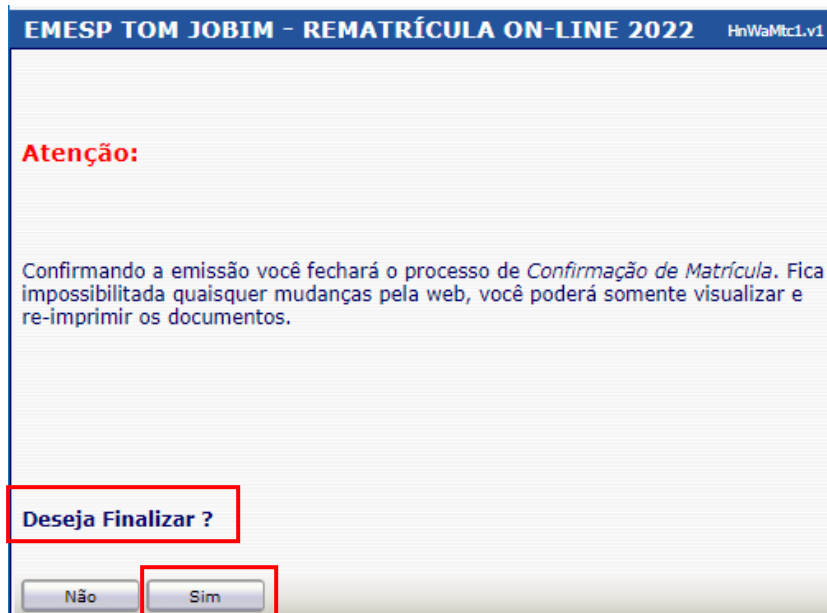 EMESP TOM JOBIM - REMATRÍCULA ON-LINE 2022 HnWaMtc1.v1
Atenção:
Confirmando a emissão você fechará o processo de Confirmação de Matrícula. Fica
impossibilitada quaisquer mudanças pela web, você poderá somente visualizar e
re-imprimir os documentos.
Deseja Finalizar ?
Não Sim